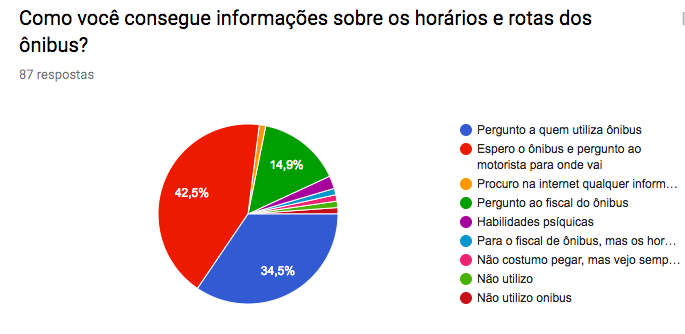 Como você consegue informações sobre os horários e rotas dos
ônibus?
87 respostas
42,5%
14,9%
34,5%
Pergunto a quem utiliza ônibus
Espero o ônibus e pergunto ao
motorista para onde vai
Procuro na internet qualquer inform…
Pergunto ao fiscal do ônibus
Habilidades psíquicas
Para o fiscal de ônibus, mas os hor…
Não costumo pegar, mas vejo semp…
Não utilizo
Não utilizo onibus